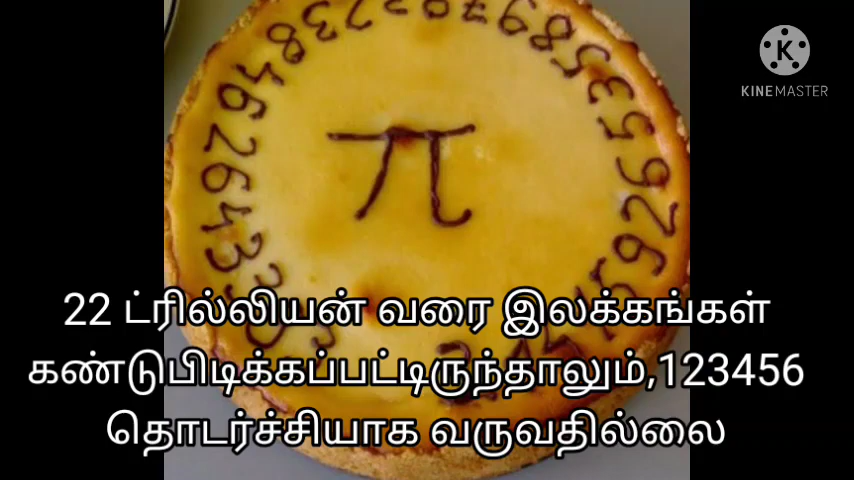 KINEMASTER
π
22 ட்ரில்லியன் வரை இலக்கங்கள்
கண்டுபிடிக்கப்பட்டிருந்தாலும்,123456
தொடர்ச்சியாக வருவதில்லை